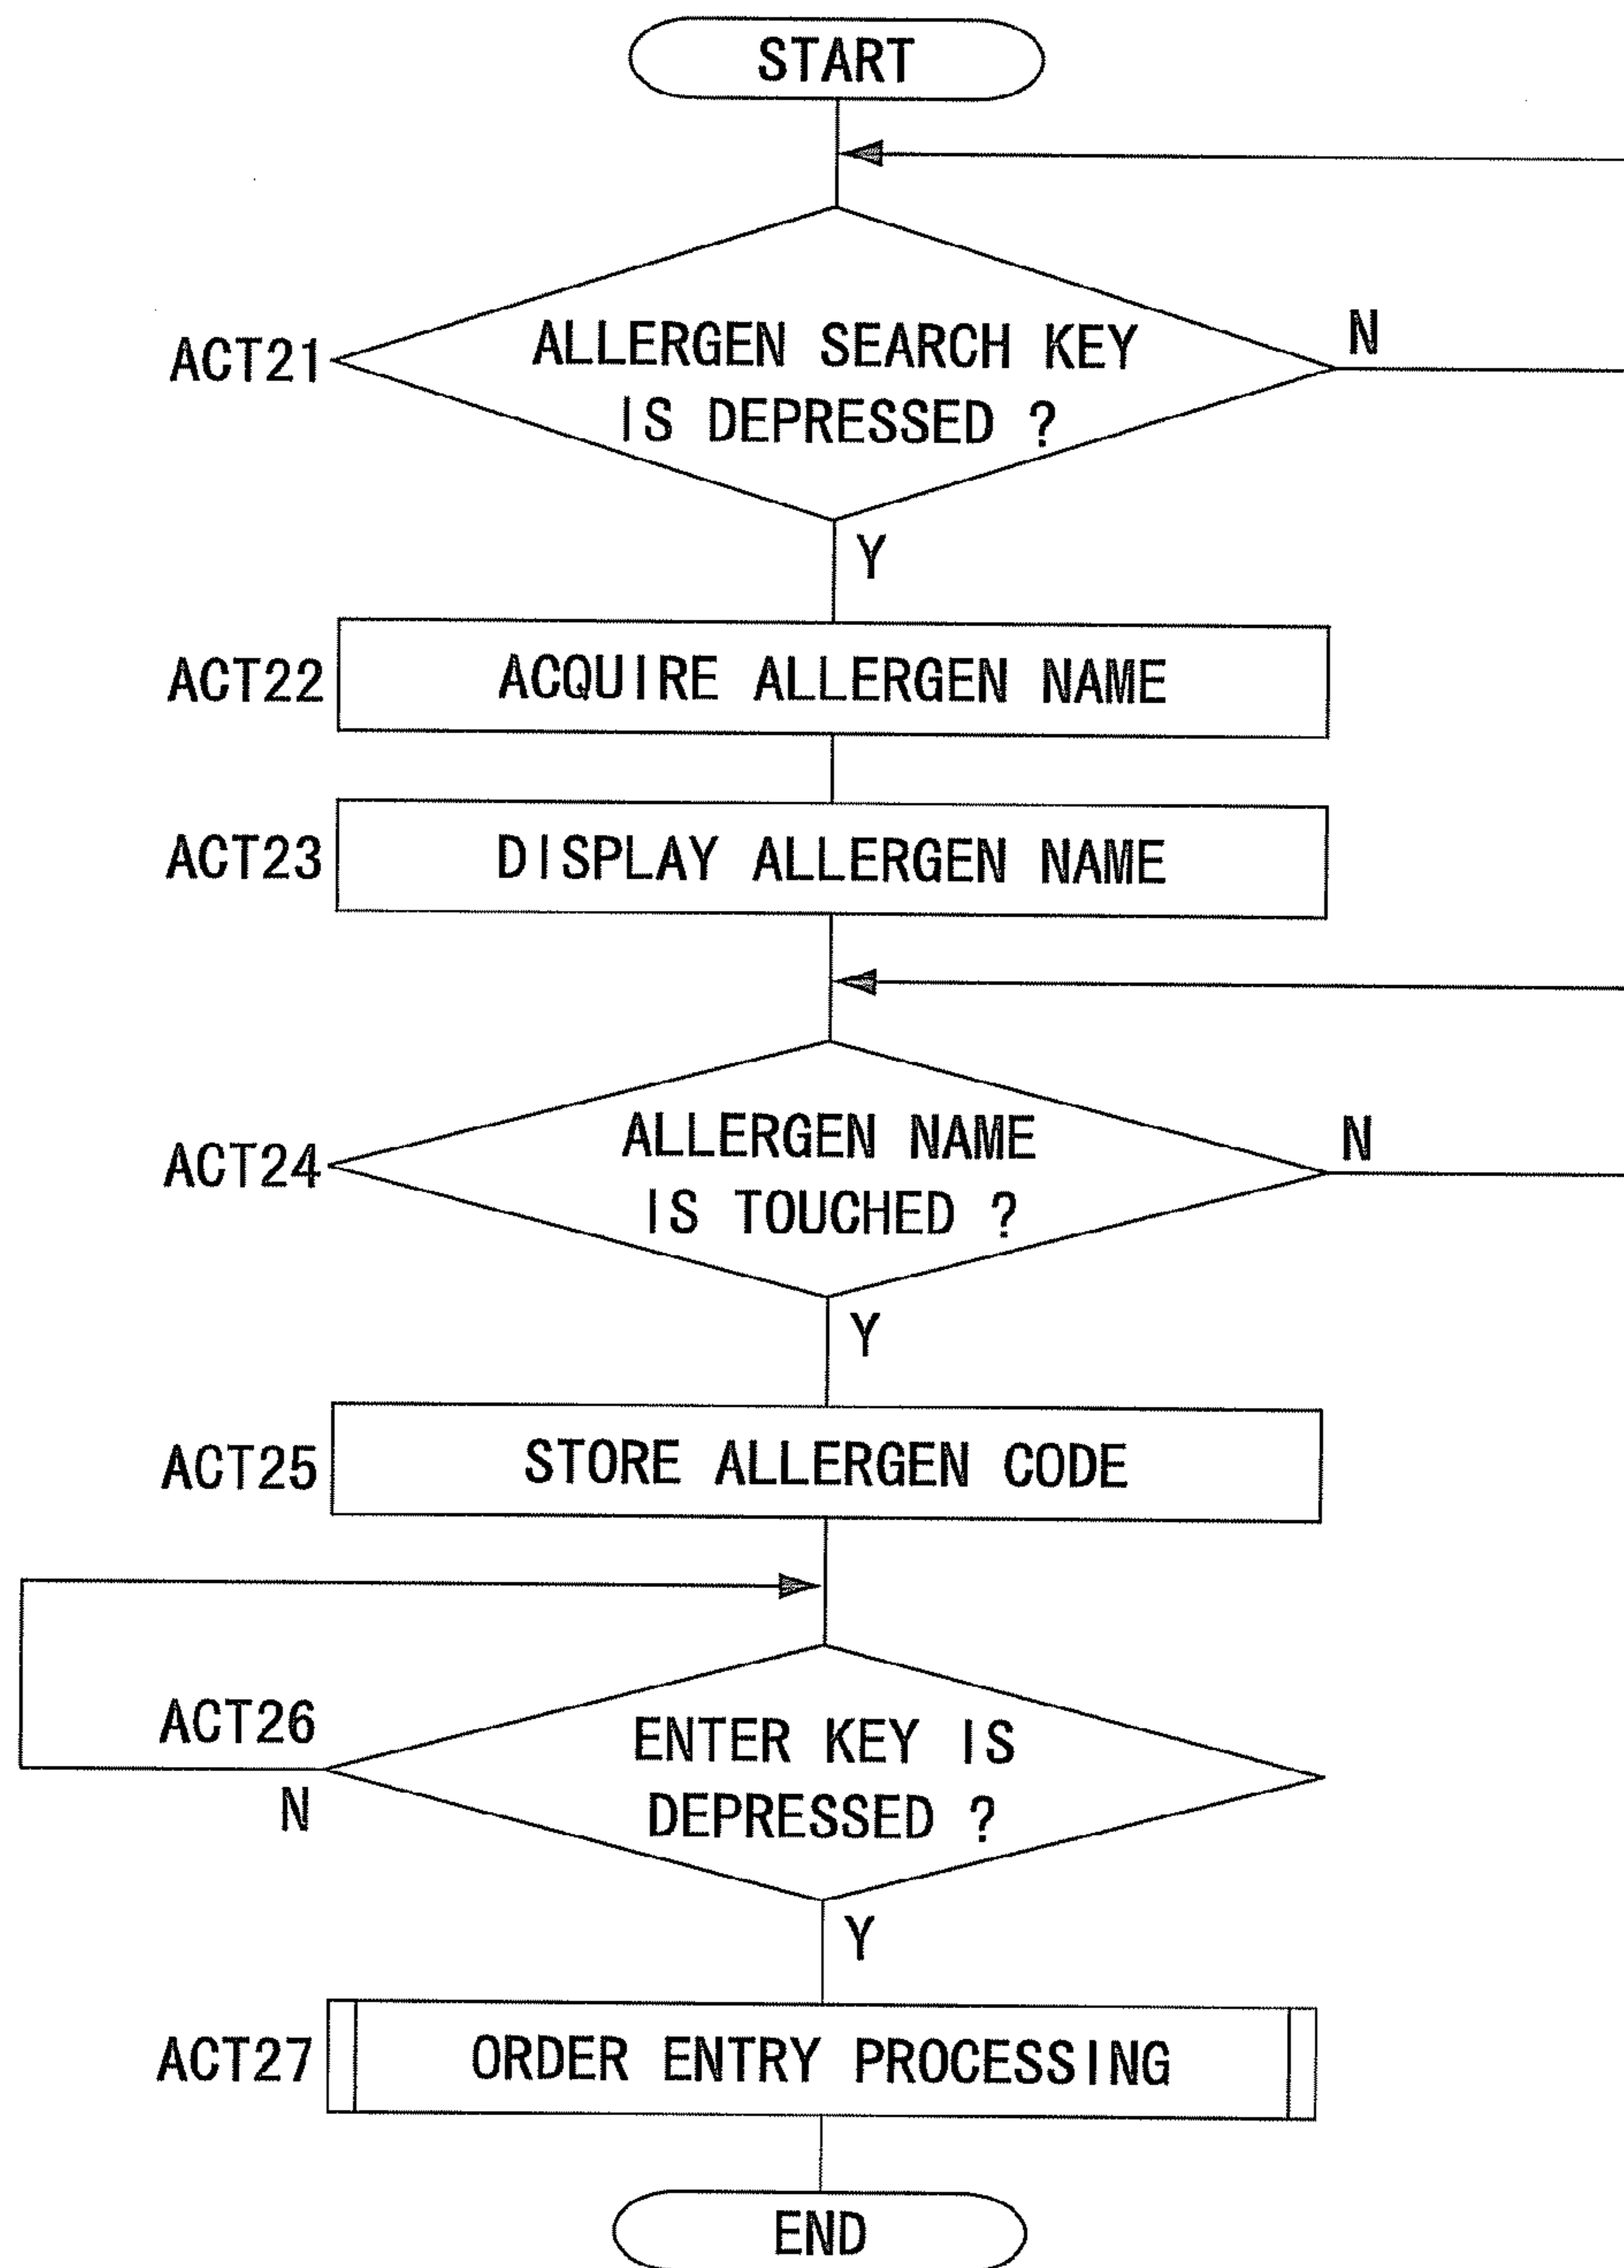 START
ACT21
ALLERGEN SEARCH KEY
IS DEPRESSED ?
N
Y
ACT22
ACQUIRE ALLERGEN NAME
ACT23
DISPLAY ALLERGEN NAME
ACT24
ALLERGEN NAME
IS TOUCHED ?
N
Y
ACT25
STORE ALLERGEN CODE
ACT26
N
ENTER KEY IS
DEPRESSED ?
Y
ACT27
ORDER ENTRY PROCESSING
END